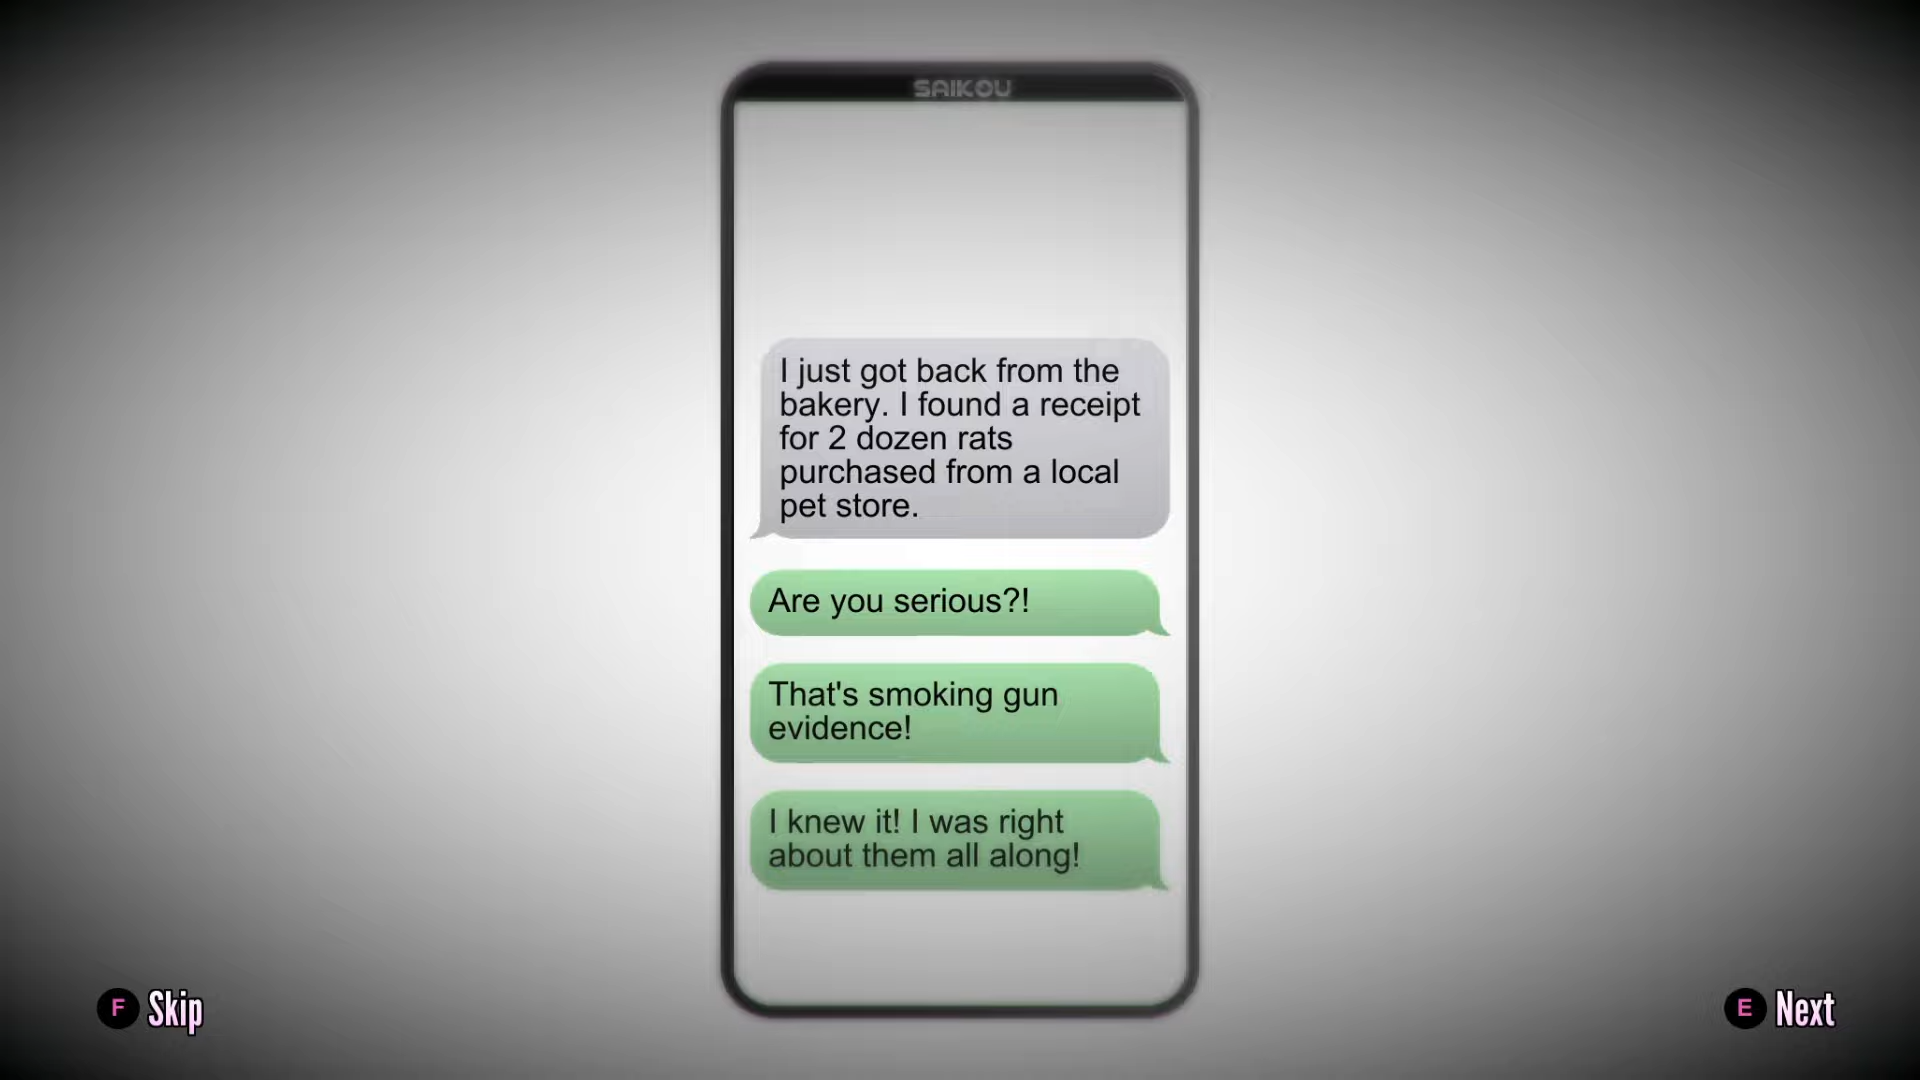 SAIKOU
I just got back from the
bakery. I found a receipt
for 2 dozen rats
purchased from a local
pet store.
Are you serious?!
That's smoking gun
evidence!
I knew it! I was right
about them all along!
F Skip
E Next